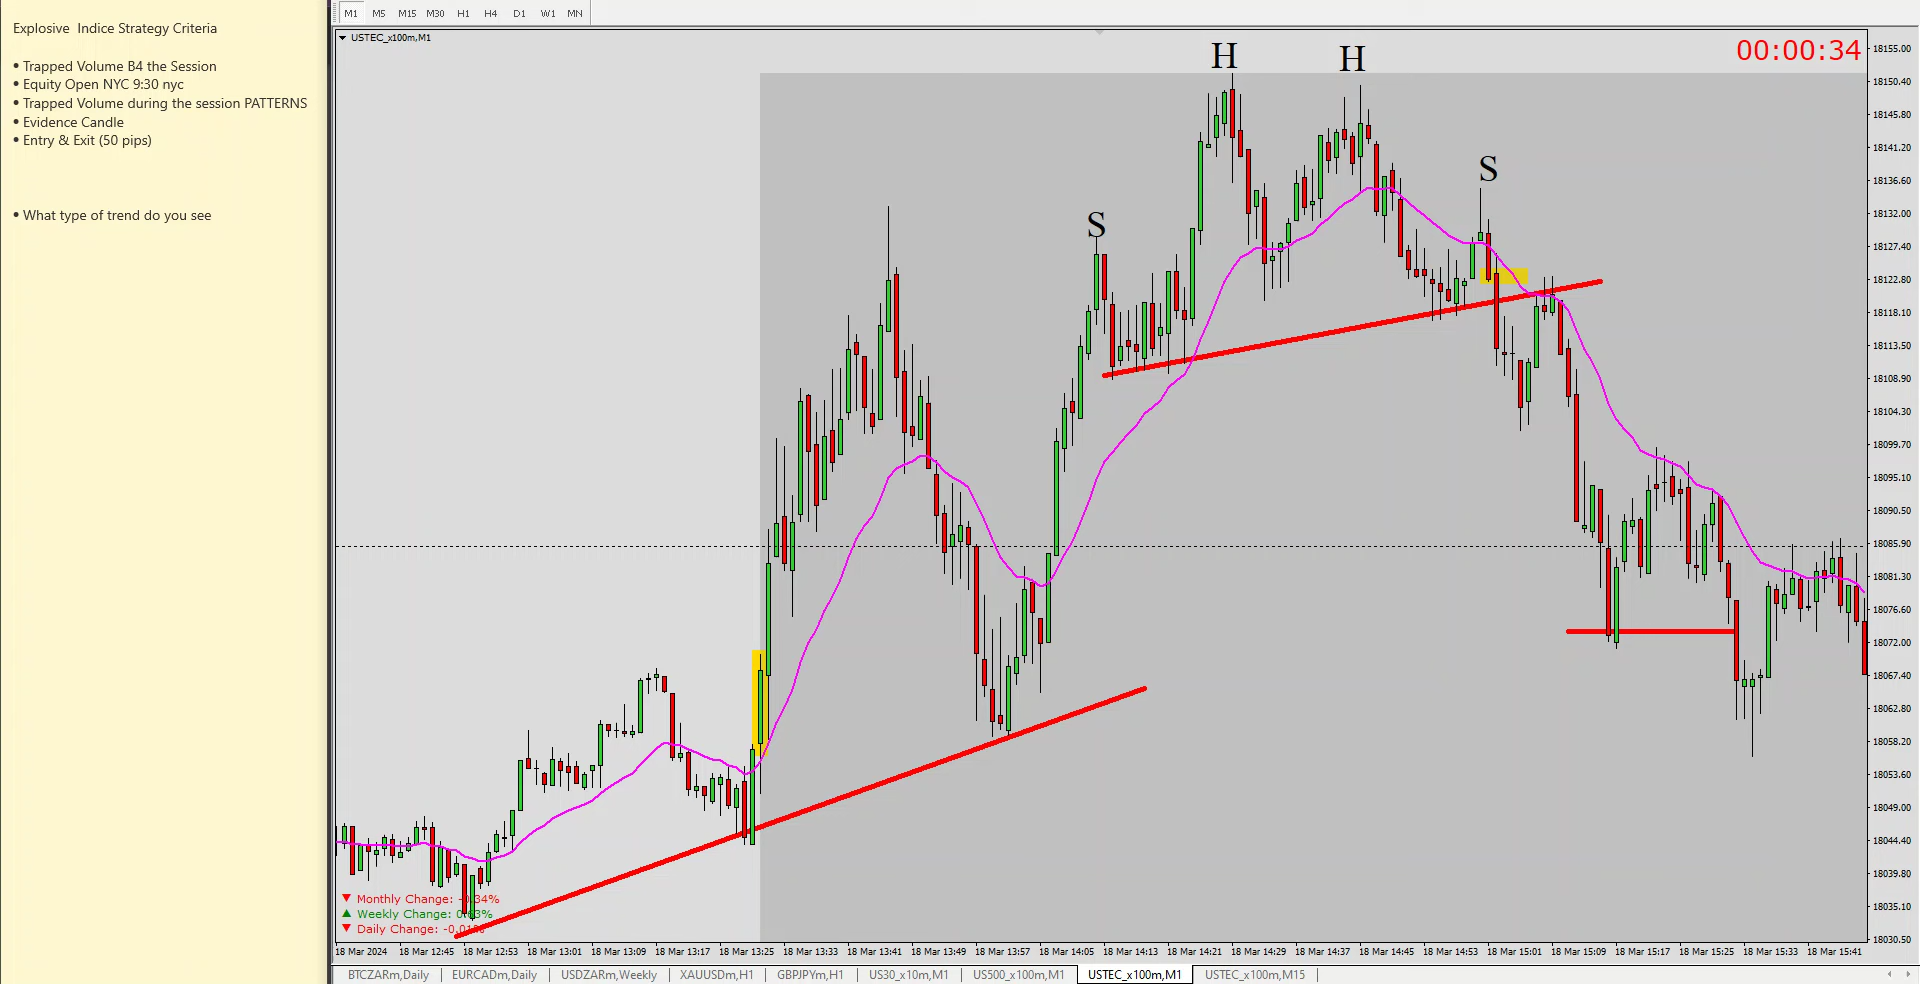 Explosive  Indice Strategy Criteria
• Trapped Volume B4 the Session
• Equity Open NYC 9:30 nyc
• Trapped Volume during the session PATTERNS
• Evidence Candle
• Entry & Exit (50 pips)
• What type of trend do you see
M1 M5 M15 M30 H1 H4 D1 W1 MN
USTEC_x100m,M1
00:00:34
H H
S
S
18155.00
18150.40
18145.80
18141.20
18136.60
18132.00
18127.40
18122.80
18118.10
18113.50
18108.90
18104.30
18099.70
18095.10
18090.50
18085.90
18081.30
18076.60
18072.00
18067.40
18062.80
18058.20
18053.60
18049.00
18044.40
18039.80
18035.10
18030.50
Monthly Change: -0.34%
Weekly Change: 0.63%
Daily Change: -0.01%
18 Mar 2024 18 Mar 12:45 18 Mar 12:53 18 Mar 13:01 18 Mar 13:09 18 Mar 13:17 18 Mar 13:25 18 Mar 13:33 18 Mar 13:41 18 Mar 13:49 18 Mar 13:57 18 Mar 14:05 18 Mar 14:13 18 Mar 14:21 18 Mar 14:29 18 Mar 14:37 18 Mar 14:45 18 Mar 14:53 18 Mar 15:01 18 Mar 15:09 18 Mar 15:17 18 Mar 15:25 18 Mar 15:33 18 Mar 15:41
BTCZARm,Daily EURCADm,Daily USDZARm,Weekly XAUUSDm,H1 GBPJPYm,H1 US30_x10m,M1 US500_x100m,M1 USTEC_x100m,M1 USTEC_x100m,M15